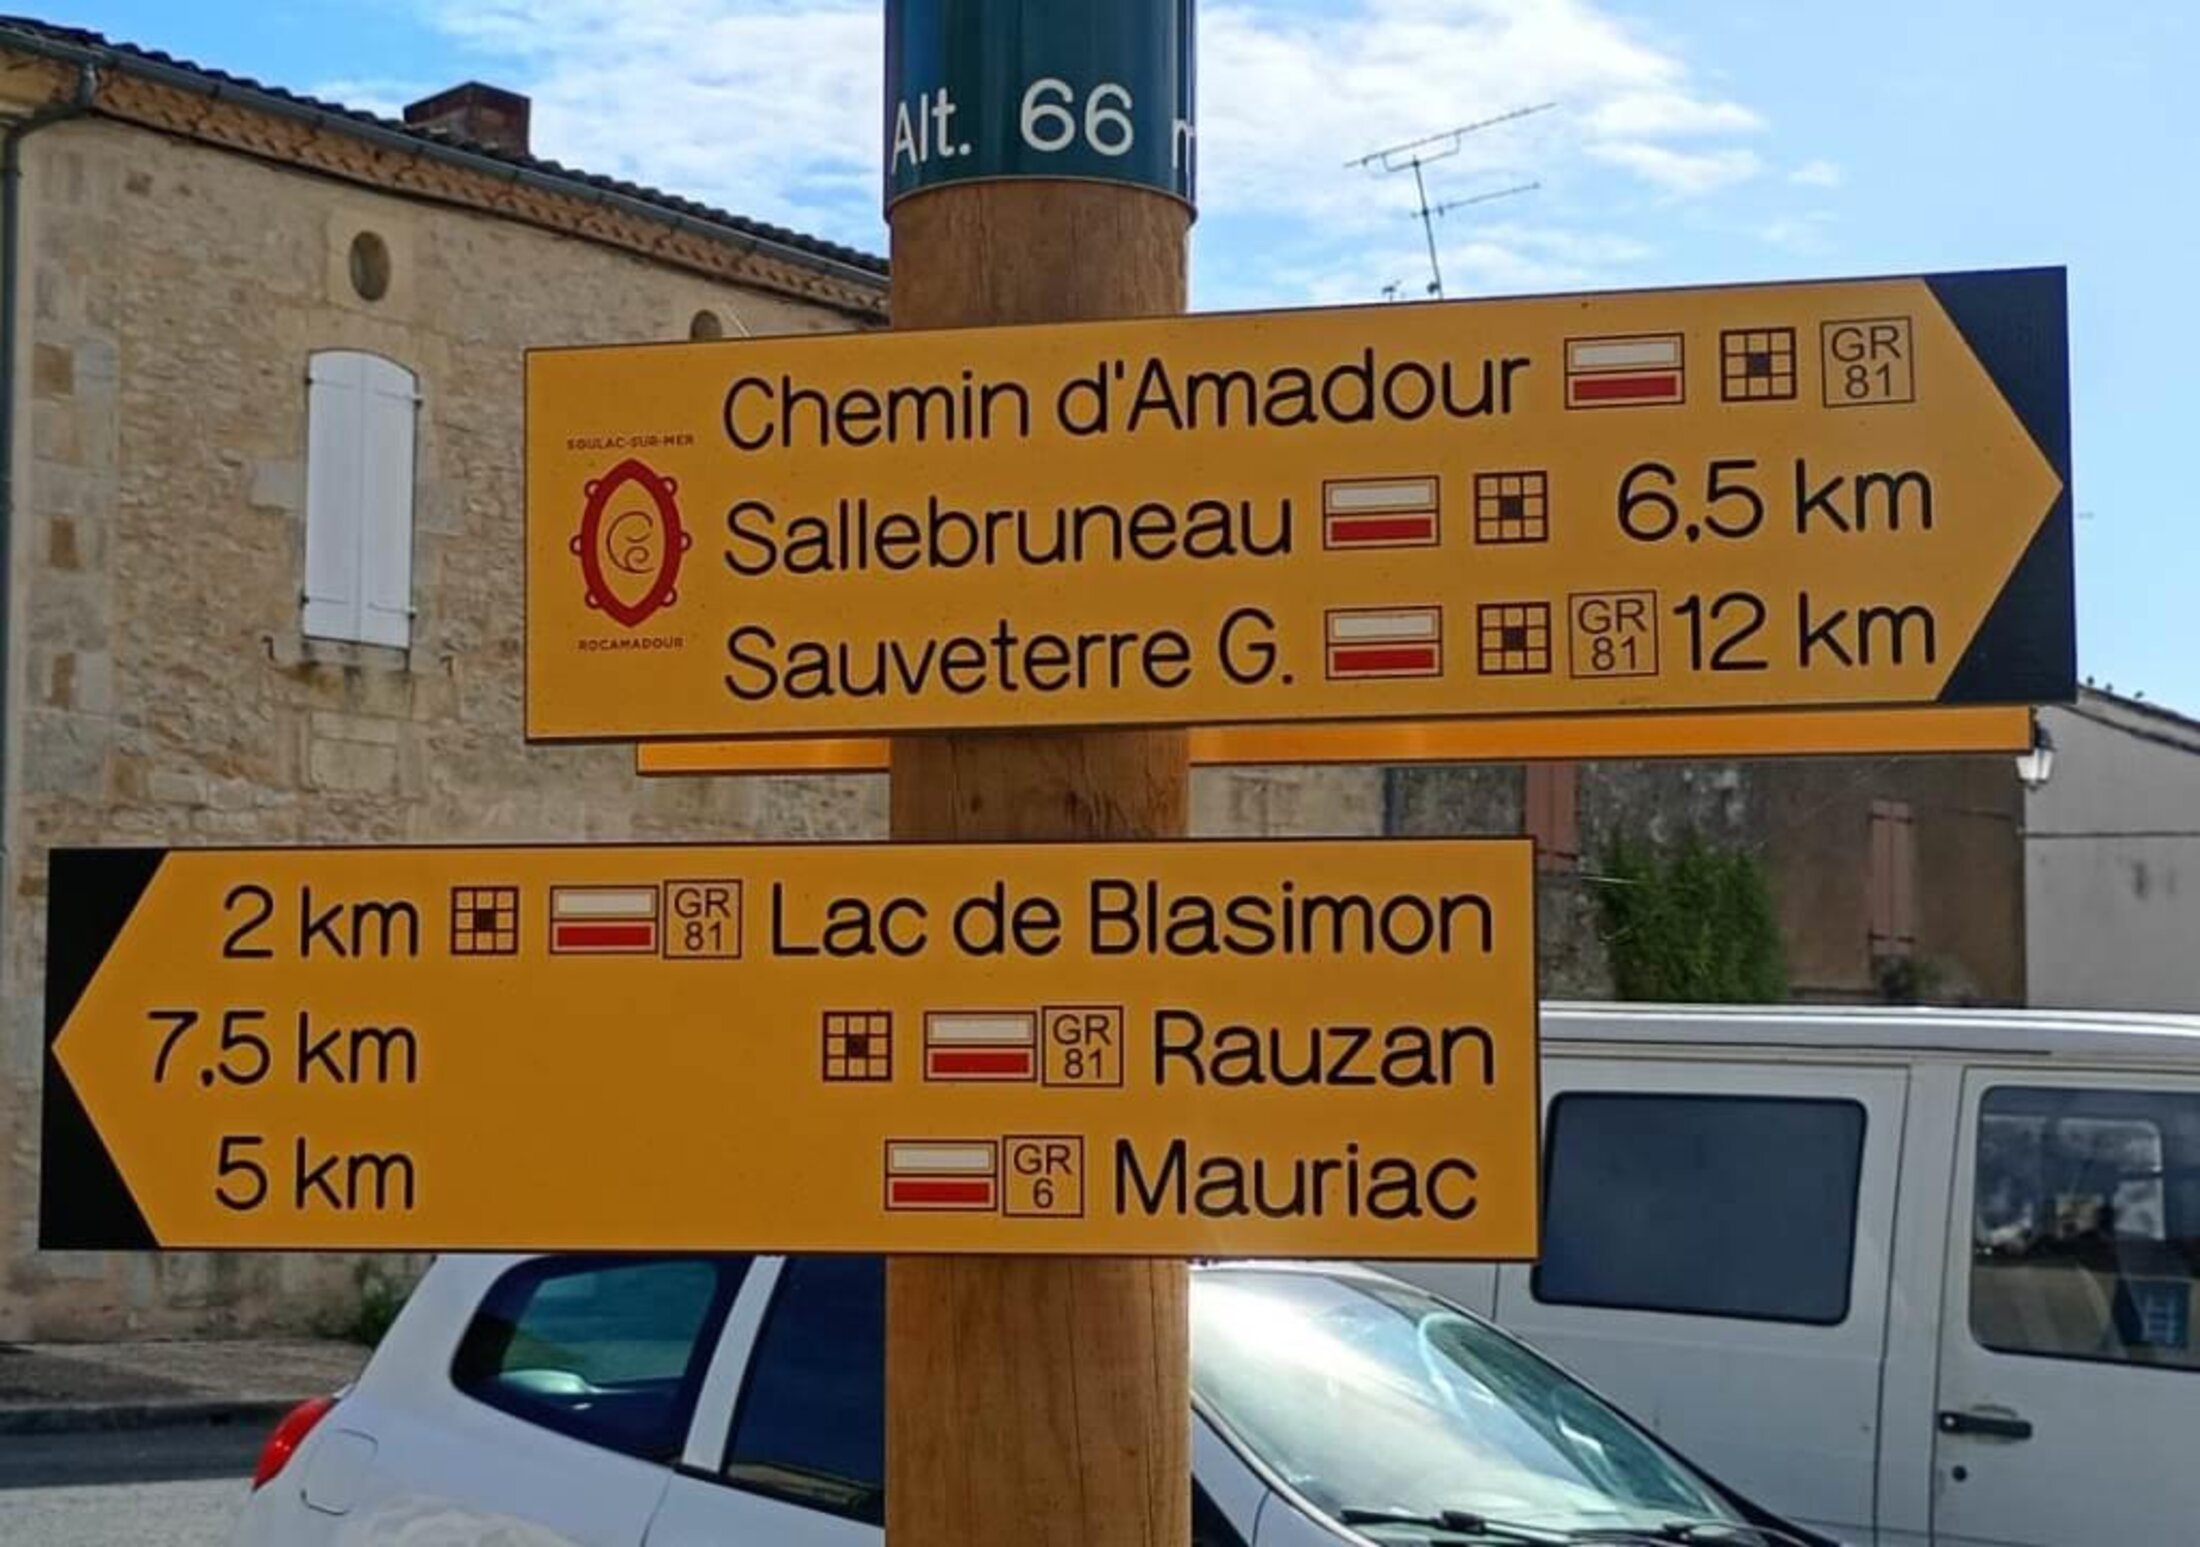 Alt. 66 m
Chemin d'Amadour GR 81
SOULAC-SUR-MER
ROCAMADOUR
Sallebruneau 6,5 km
Sauveterre G. GR 81 12 km
2 km GR 81 Lac de Blasimon
7,5 km GR 81 Rauzan
5 km GR 6 Mauriac